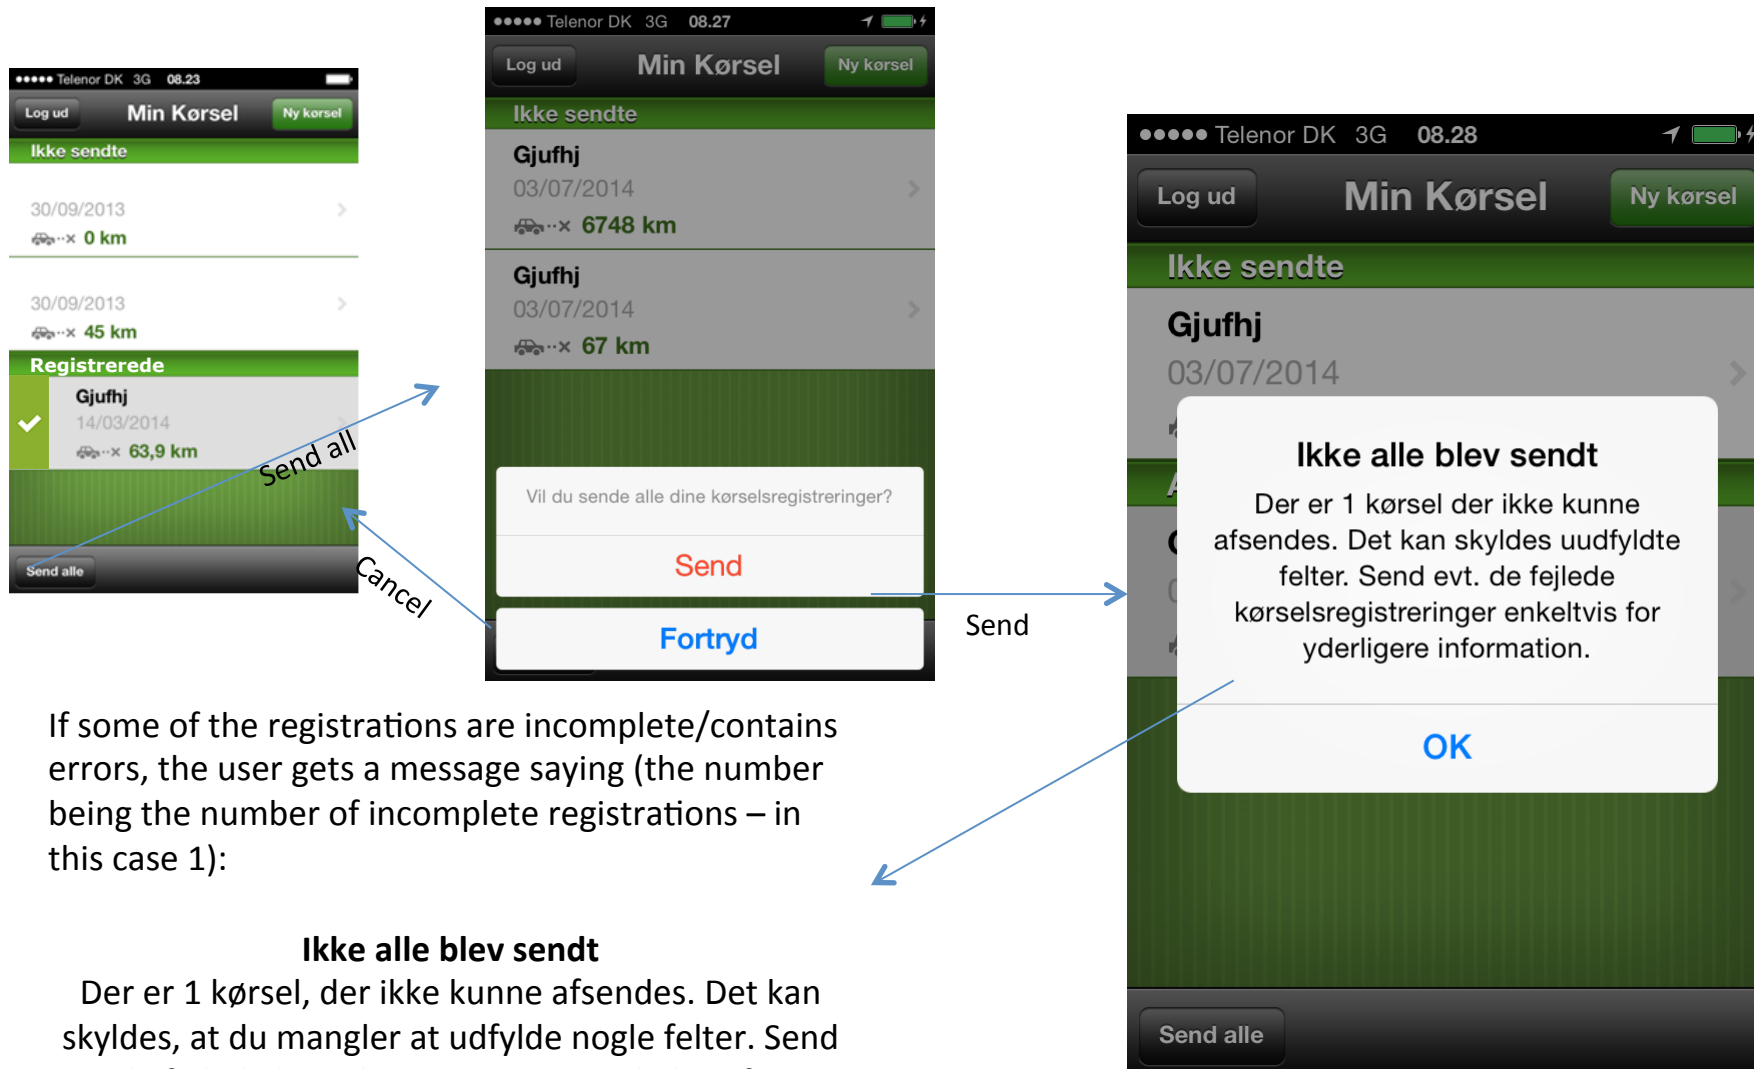 Telenor DK 3G 08.23
Log ud Min Kørsel Ny kørsel
Ikke sendte
30/09/2013
0 km
30/09/2013
45 km
Registrerede
Gjufhj
14/03/2014
63,9 km
Send alle
Send all
Cancel
Telenor DK 3G 08.27
Log ud Min Kørsel Ny kørsel
Ikke sendte
Gjufhj
03/07/2014
6748 km
Gjufhj
03/07/2014
67 km
Vil du sende alle dine kørselsregistreringer?
Send
Fortryd
Send
Telenor DK 3G 08.28
Log ud Min Kørsel Ny kørsel
Ikke sendte
Gjufhj
03/07/2014
Ikke alle blev sendt
Der er 1 kørsel der ikke kunne
afsendes. Det kan skyldes uudfyldte
felter. Send evt. de fejlede
kørselsregistreringer enkeltvis for
yderligere information.
OK
Send alle
If some of the registrations are incomplete/contains
errors, the user gets a message saying (the number
being the number of incomplete registrations – in
this case 1):
Ikke alle blev sendt
Der er 1 kørsel, der ikke kunne afsendes. Det kan
skyldes, at du mangler at udfylde nogle felter. Send